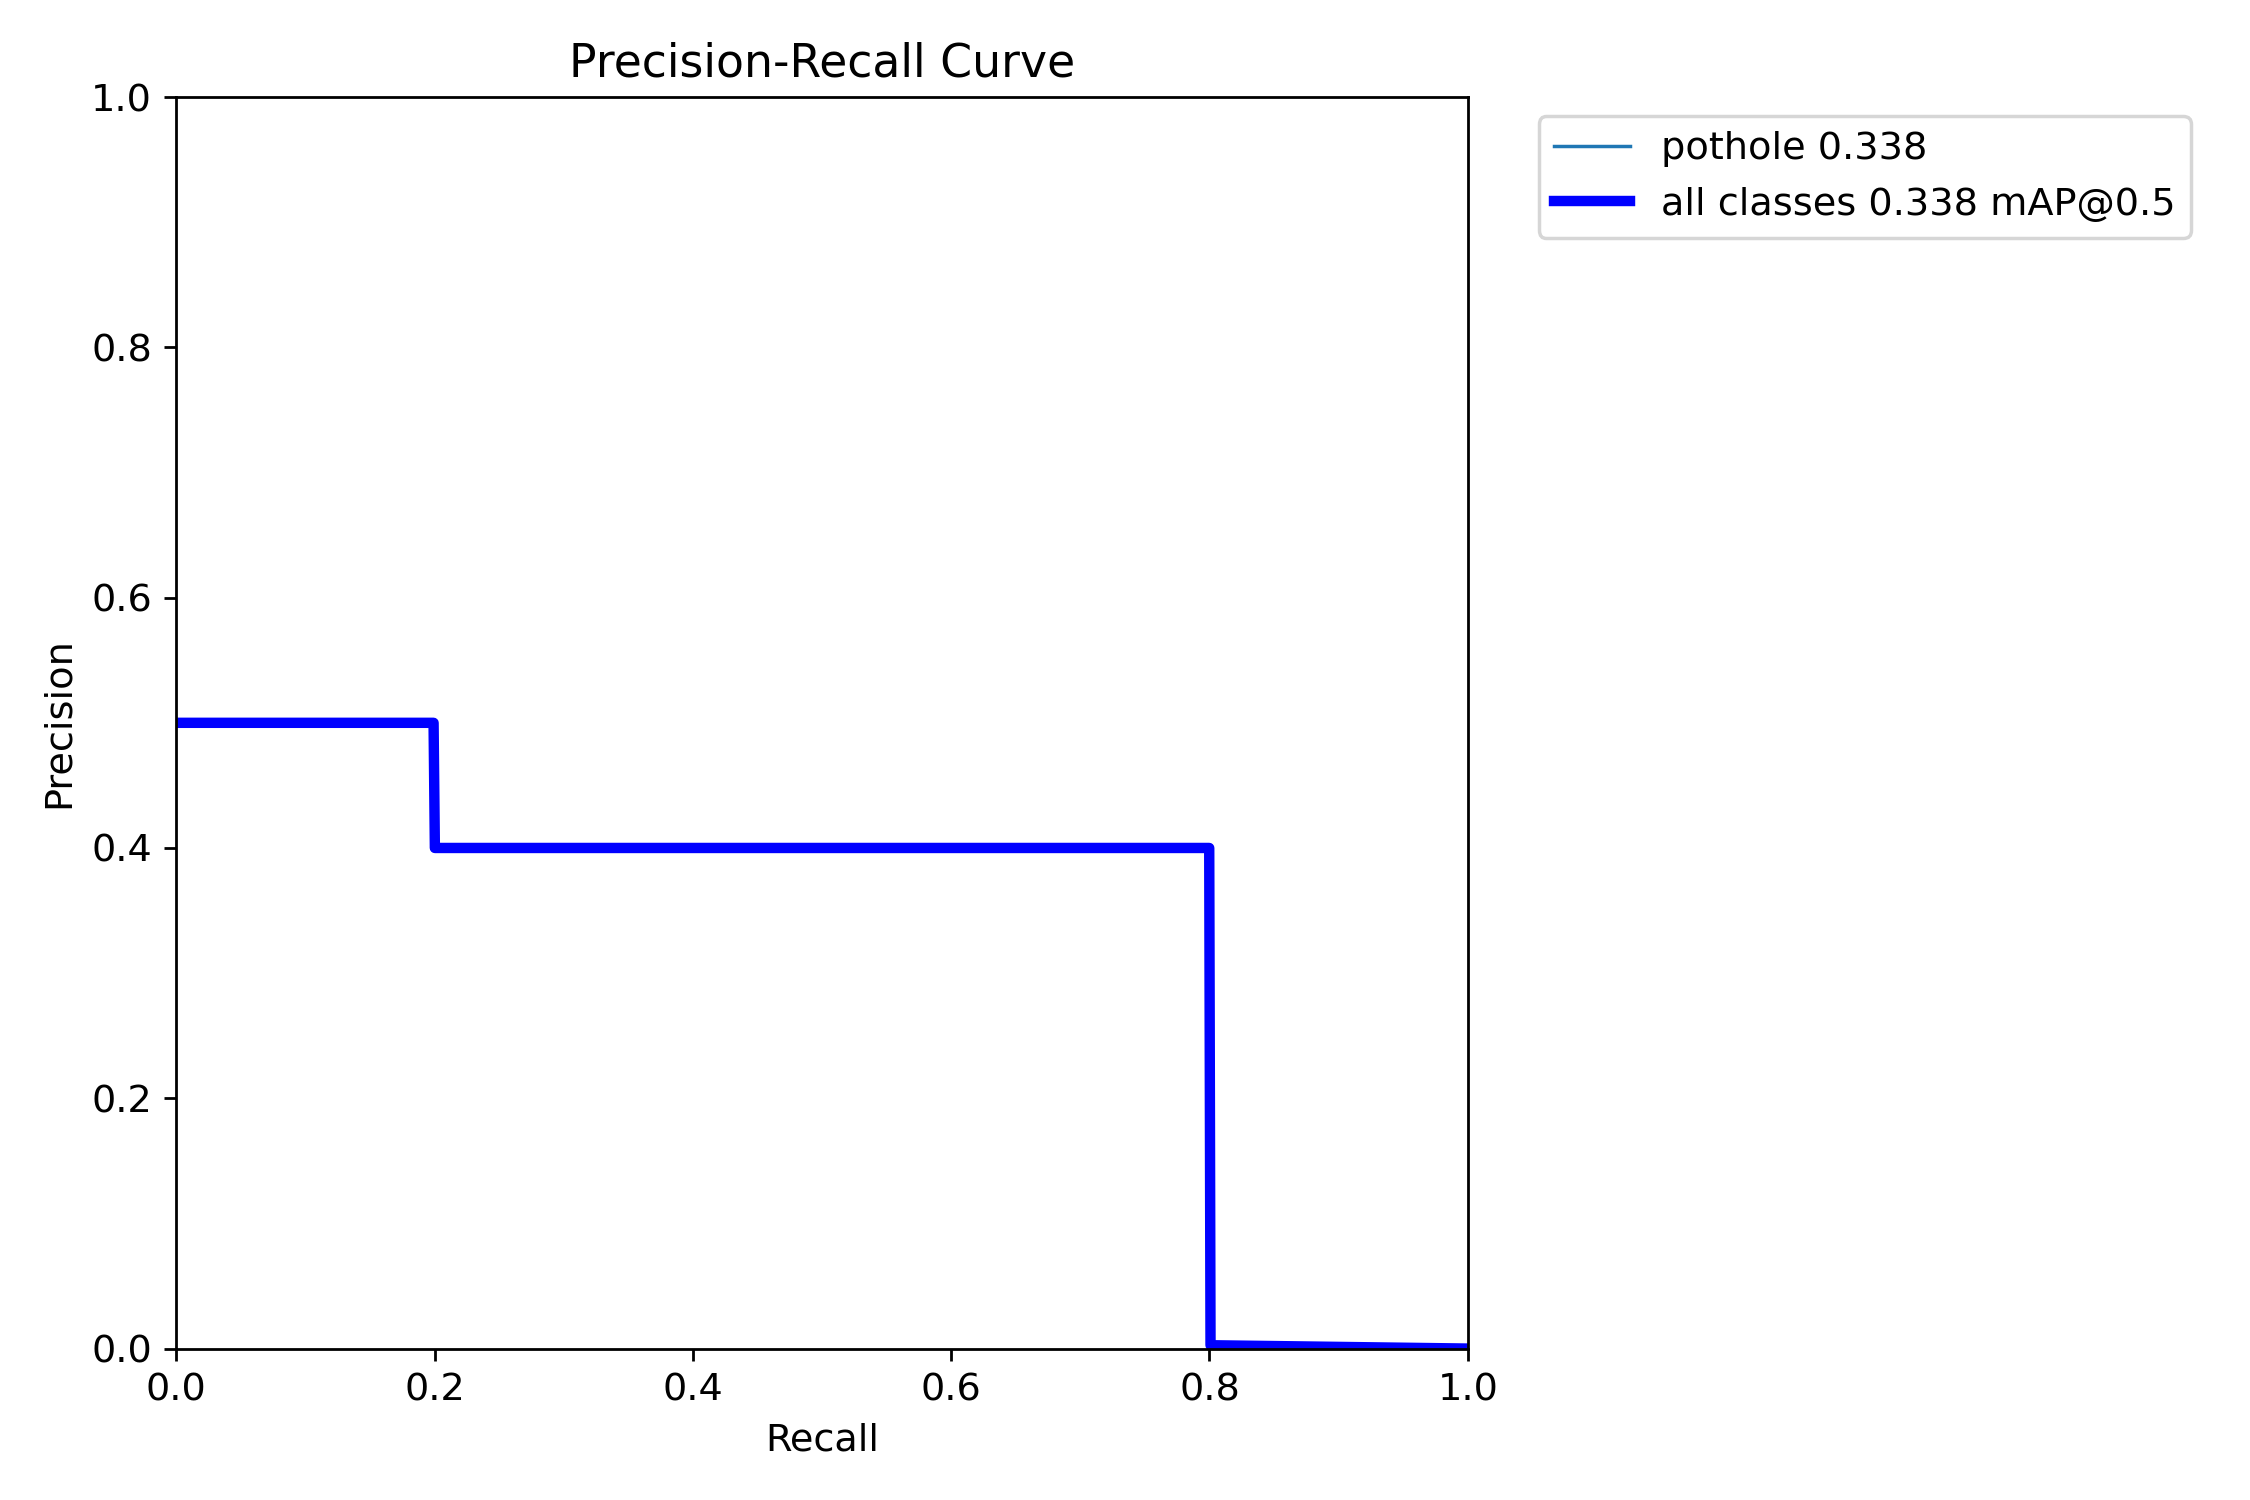 Precision-Recall Curve
pothole 0.338
all classes 0.338 mAP@0.5
Precision
1.0
0.8
0.6
0.4
0.2
0.0
0.0 0.2 0.4 0.6 0.8 1.0
Recall